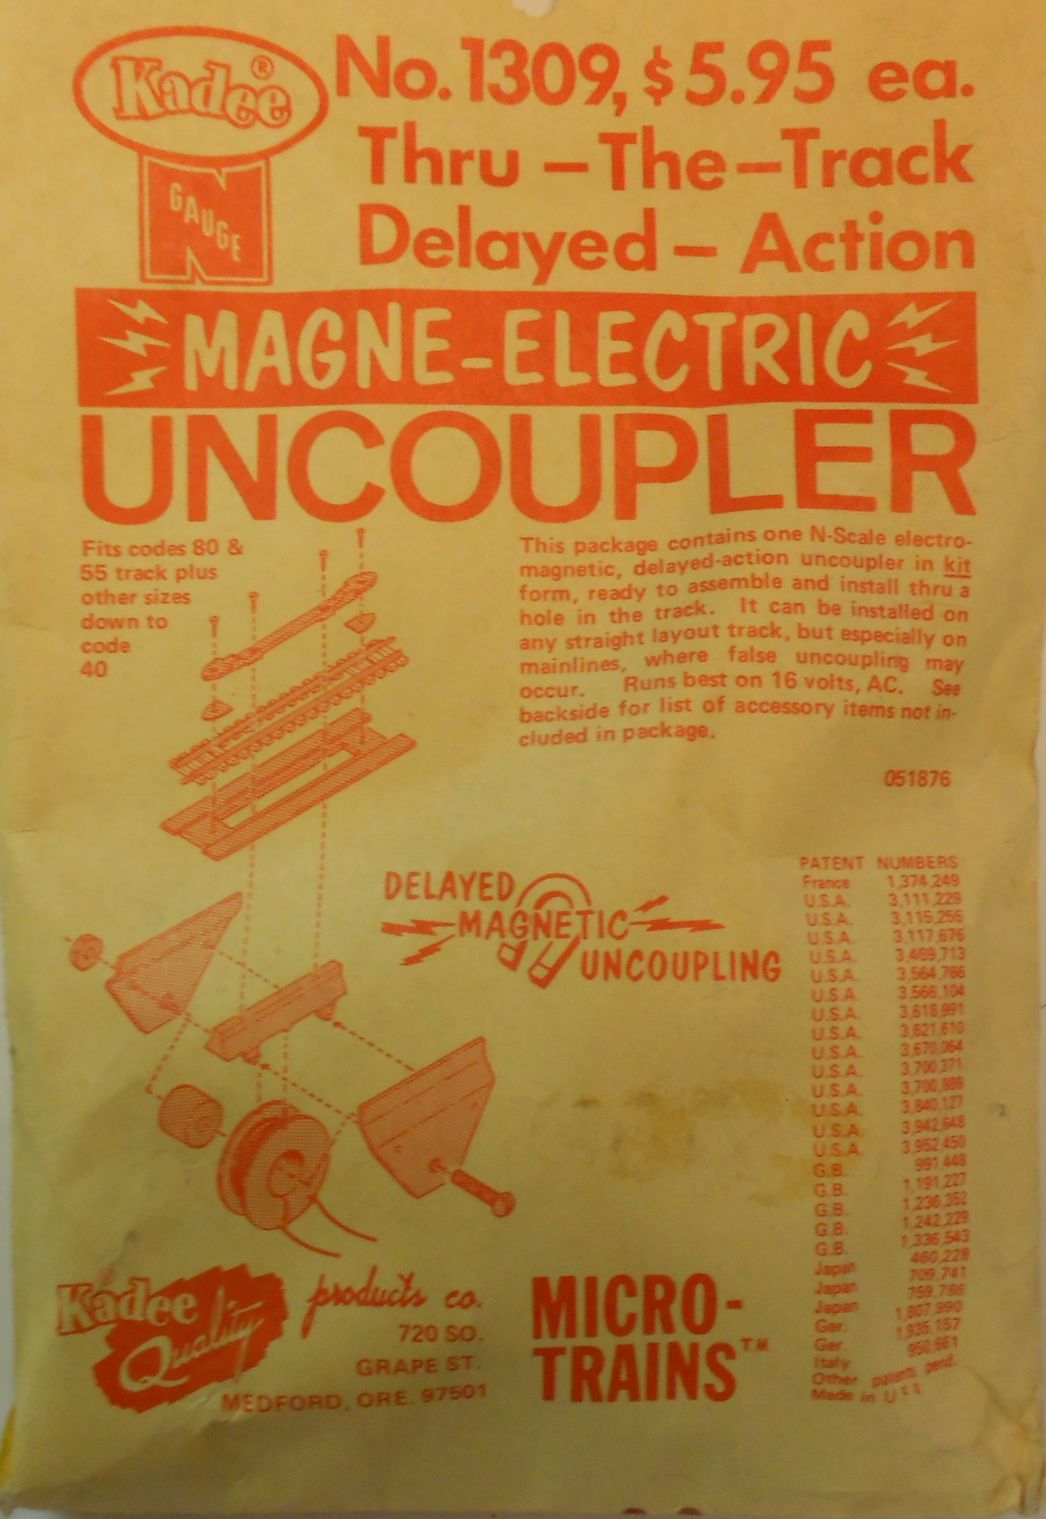 Kadee®
GAUGE
N
No. 1309, $5.95 ea.
Thru-The-Track
Delayed-Action
MAGNE-ELECTRIC
UNCOUPLER
Fits codes 80 &
55 track plus
other sizes
down to
code
40
This package contains one N-Scale electro-
magnetic, delayed-action uncoupler in kit
form, ready to assemble and install thru a
hole in the track. It can be installed on
any straight layout track, but especially on
mainlines, where false uncoupling may
occur. Runs best on 16 volts, AC. See
backside for list of accessory items not in-
cluded in package.
051876
DELAYED
MAGNETIC
UNCOUPLING
PATENT NUMBERS
France 1,374,249
U.S.A. 3,111,229
U.S.A. 3,115,255
U.S.A. 3,117,676
U.S.A. 3,469,713
U.S.A. 3,564,766
U.S.A. 3,566,104
U.S.A. 3,618,991
U.S.A. 3,621,610
U.S.A. 3,670,064
U.S.A. 3,700,371
U.S.A. 3,700,889
U.S.A. 3,840,127
U.S.A. 3,942,648
U.S.A. 3,952,450
G.B. 991,448
G.B. 1,191,227
G.B. 1,236,352
G.B. 1,242,229
G.B. 1,336,543
Japan 460,228
Japan 709,741
Japan 759,786
Ger. 1,807,990
Ger. 1,935,157
Italy 950,661
Other patents pend.
Made in U S A
Kadee®
Quality
products co.
720 SO.
GRAPE ST.
MEDFORD, ORE. 97501
MICRO-
TRAINS™